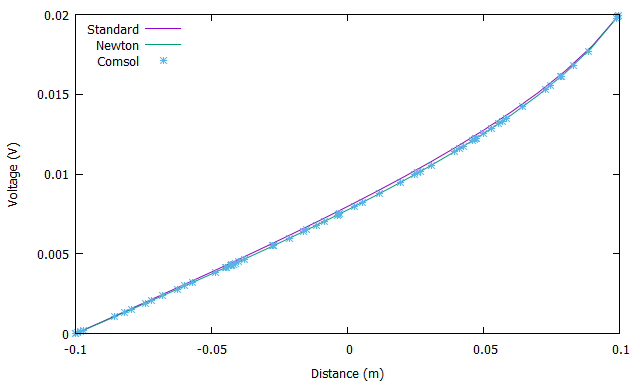 0.02
Standard
Newton
Comsol
0.015
0.01
Voltage (V)
0.005
0
-0.1
-0.05
0
0.05
0.1
Distance (m)